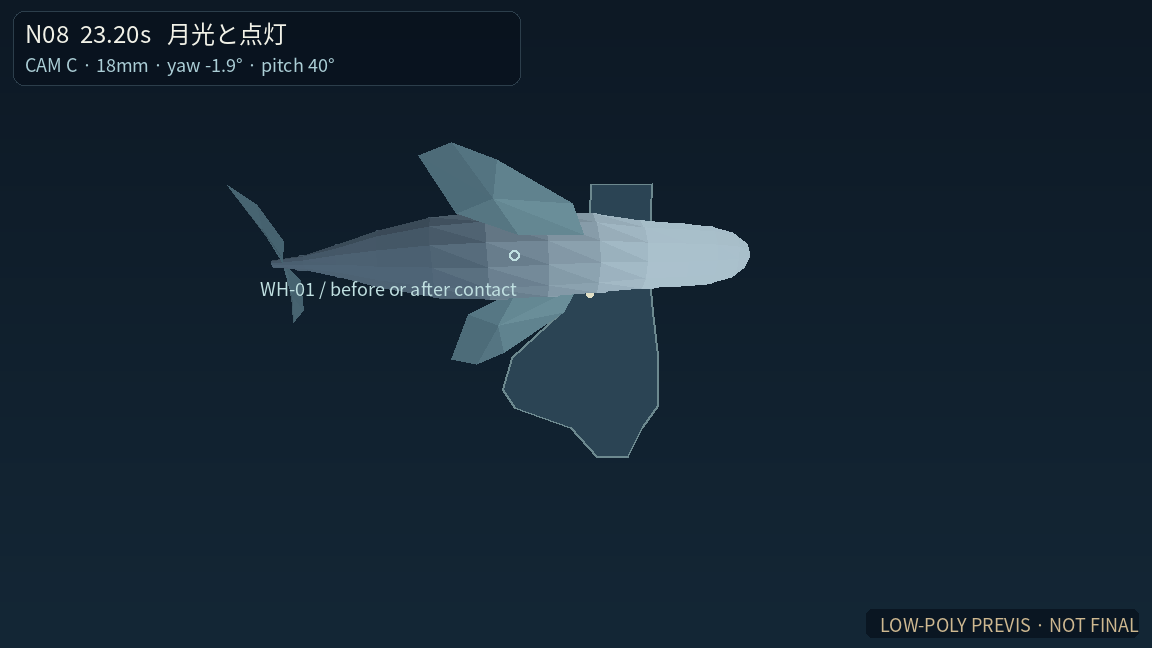 N08 23.20s 月光と点灯
CAM C · 18mm · yaw -1.9° · pitch 40°
WH-01 / before or after contact
LOW-POLY PREVIS · NOT FINAL